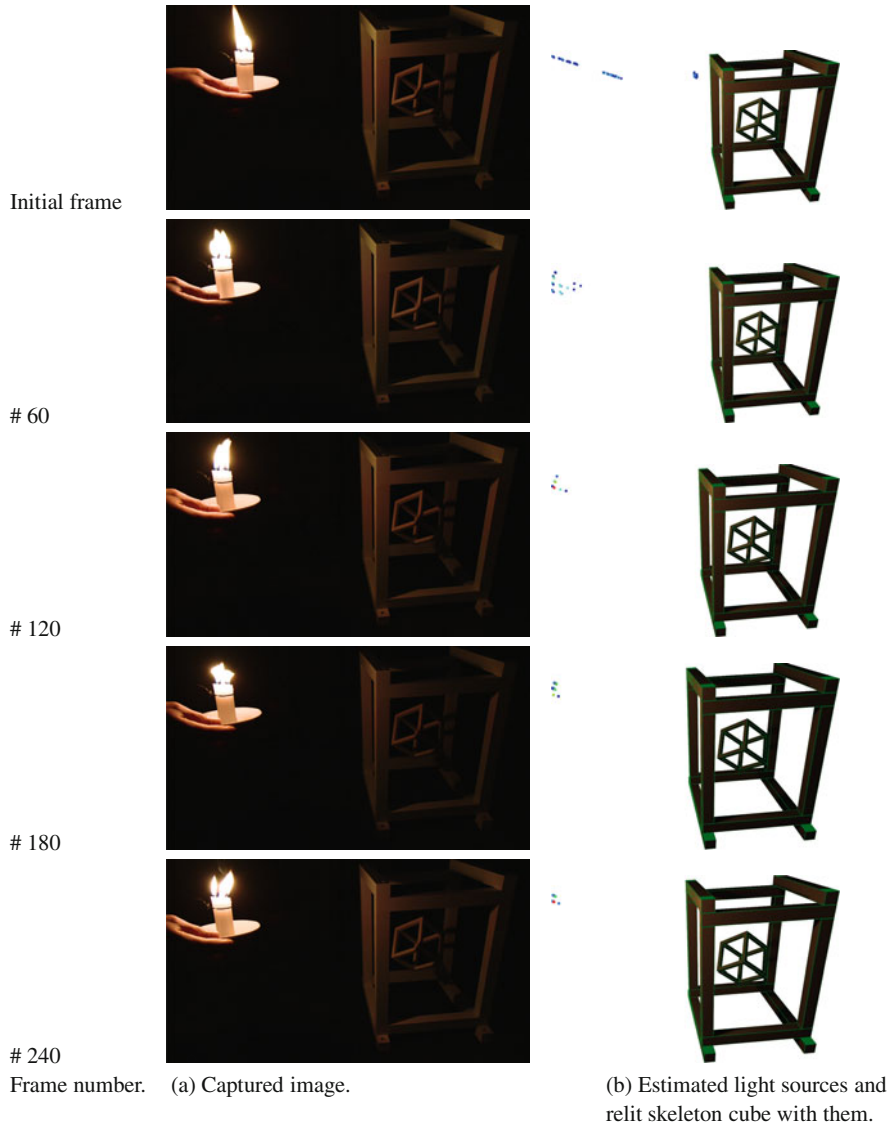 Initial frame
# 60
# 120
# 180
# 240
Frame number. (a) Captured image. (b) Estimated light sources and
relit skeleton cube with them.